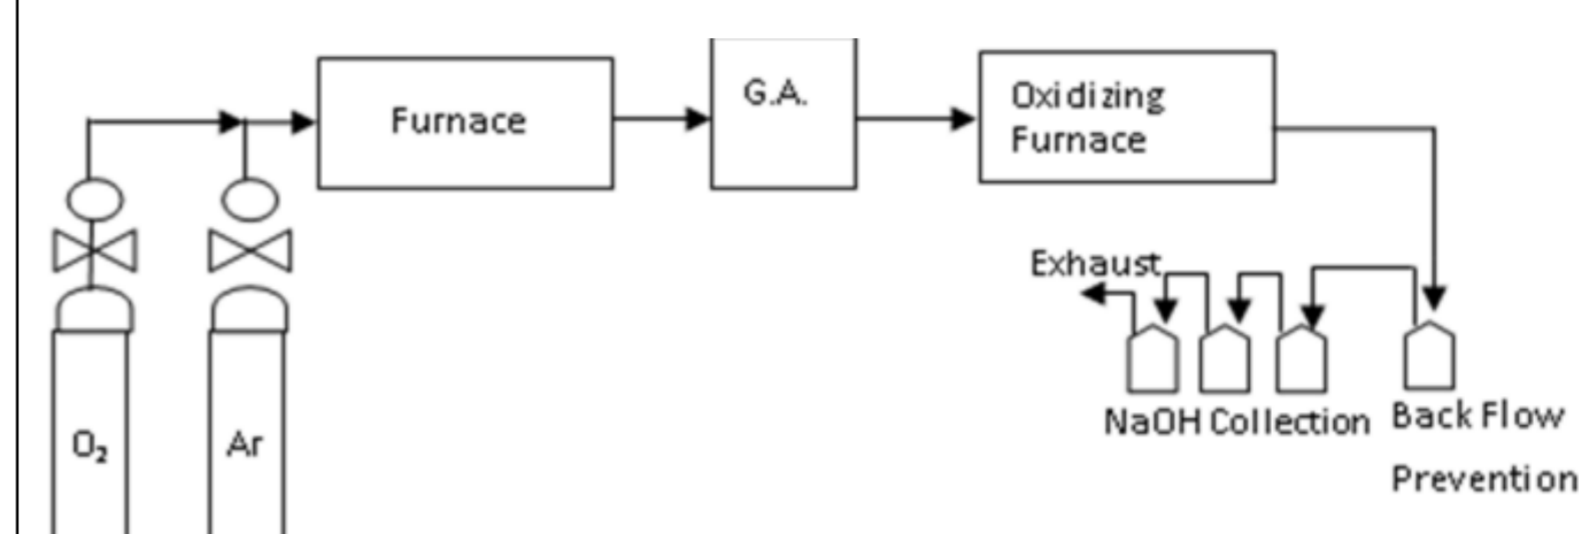 Furnace
G.A.
Oxidizing
Furnace
Exhaust
NaOH Collection
Back Flow
Prevention
O₂
Ar